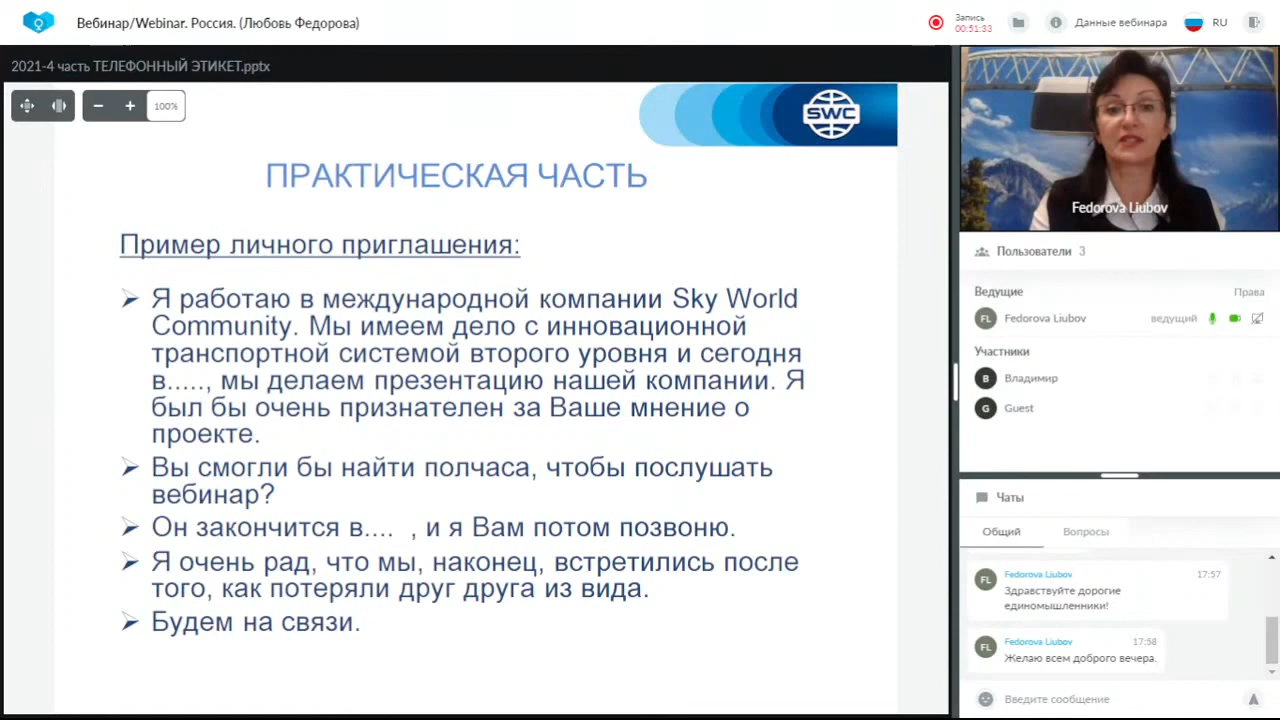 Вебинар/Webinar. Россия. (Любовь Федорова)
Запись
00:51:33
Данные вебинара
RU
2021-4 часть ТЕЛЕФОННЫЙ ЭТИКЕТ.pptx
100%
SWC
ПРАКТИЧЕСКАЯ ЧАСТЬ
Пример личного приглашения:
Я работаю в международной компании Sky World
Community. Мы имеем дело с инновационной
транспортной системой второго уровня и сегодня
в....., мы делаем презентацию нашей компании. Я
был бы очень признателен за Ваше мнение о
проекте.
Вы смогли бы найти полчаса, чтобы послушать
вебинар?
Он закончится в.... , и я Вам потом позвоню.
Я очень рад, что мы, наконец, встретились после
того, как потеряли друг друга из вида.
Будем на связи.
Fedorova Liubov
Пользователи 3
Ведущие Права
FL Fedorova Liubov ведущий
Участники
В Владимир
G Guest
Чаты
Общий Вопросы
FL Fedorova Liubov 17:57
Здравствуйте дорогие
единомышленники!
FL Fedorova Liubov 17:58
Желаю всем доброго вечера.
Введите сообщение